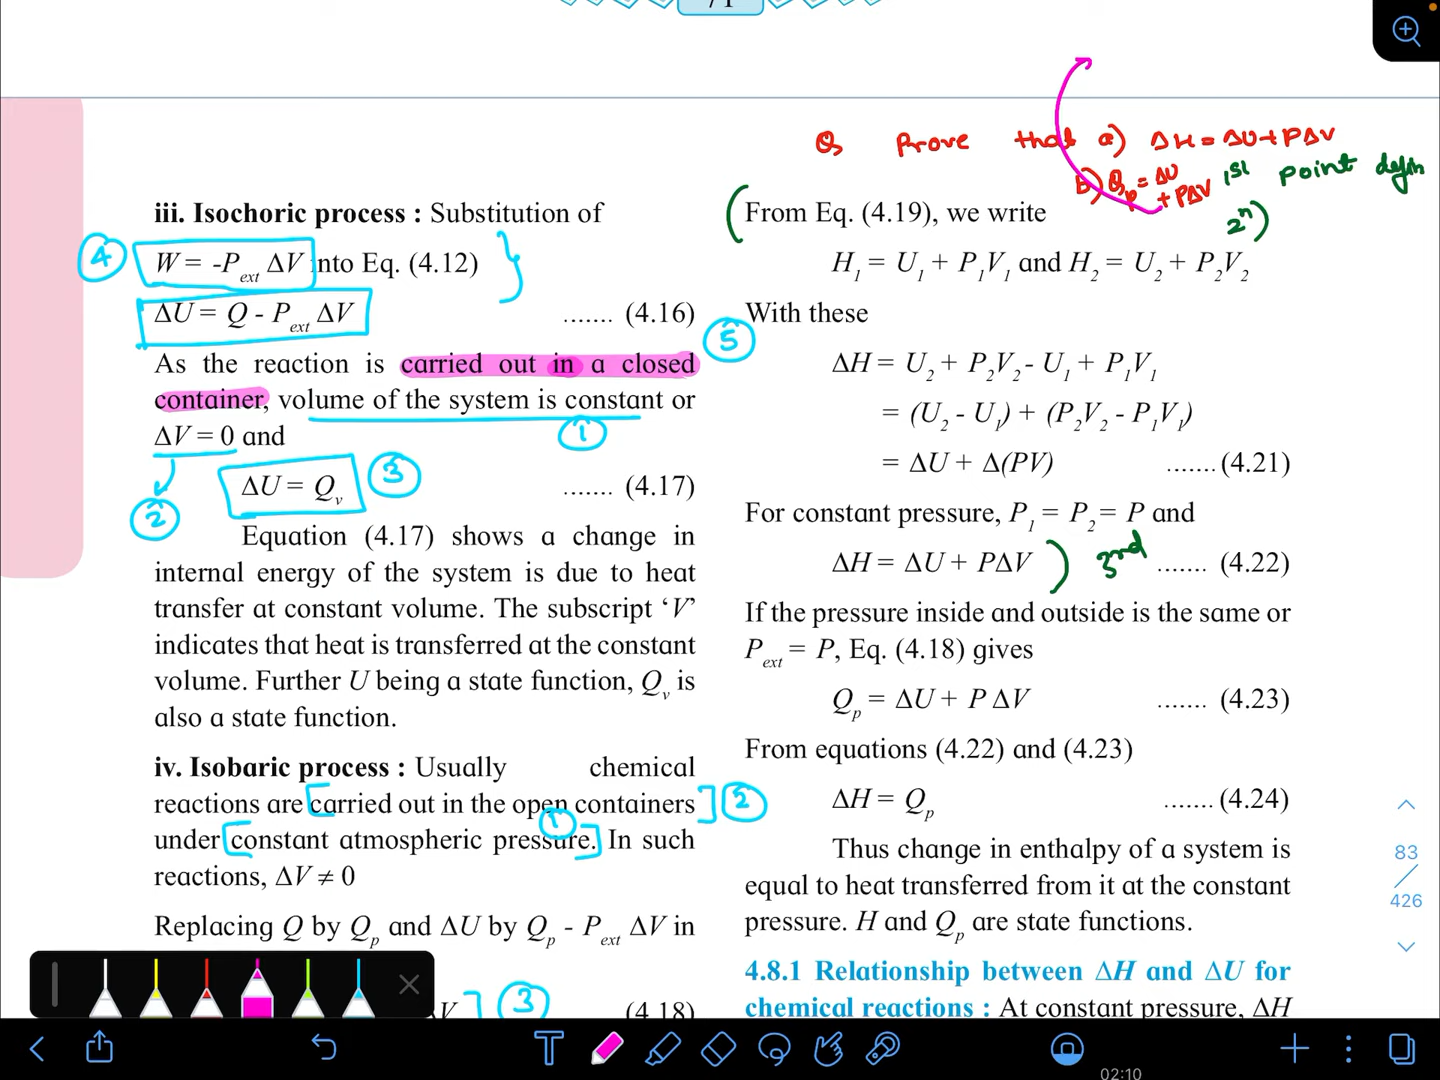 Q Prove that a) ΔH = ΔU + PΔV
b) Qp = ΔU + PΔV
1st point defin
2n)
iii. Isochoric process : Substitution of
4 W = -Pext ΔV into Eq. (4.12)
ΔU = Q - Pext ΔV ....... (4.16)
As the reaction is carried out in a closed
container, volume of the system is constant or
1
ΔV = 0 and
ΔU = Qv 3 ....... (4.17)
2
Equation (4.17) shows a change in
internal energy of the system is due to heat
transfer at constant volume. The subscript ‘V’
indicates that heat is transferred at the constant
volume. Further U being a state function, Qv is
also a state function.
iv. Isobaric process : Usually chemical
reactions are carried out in the open containers 2
1
under constant atmospheric pressure. In such
reactions, ΔV ≠ 0
Replacing Q by Qp and ΔU by Qp - Pext ΔV in
V 3 (4.18)
From Eq. (4.19), we write
H1 = U1 + P1V1 and H2 = U2 + P2V2
5 With these
ΔH = U2 + P2V2 - U1 + P1V1
= (U2 - U1) + (P2V2 - P1V1)
= ΔU + Δ(PV) .......(4.21)
For constant pressure, P1 = P2 = P and
ΔH = ΔU + PΔV ) 3rd ....... (4.22)
If the pressure inside and outside is the same or
Pext = P, Eq. (4.18) gives
Qp = ΔU + P ΔV ....... (4.23)
From equations (4.22) and (4.23)
ΔH = Qp .......(4.24)
Thus change in enthalpy of a system is
equal to heat transferred from it at the constant
pressure. H and Qp are state functions.
4.8.1 Relationship between ΔH and ΔU for
chemical reactions : At constant pressure, ΔH
83
426
T
02:10